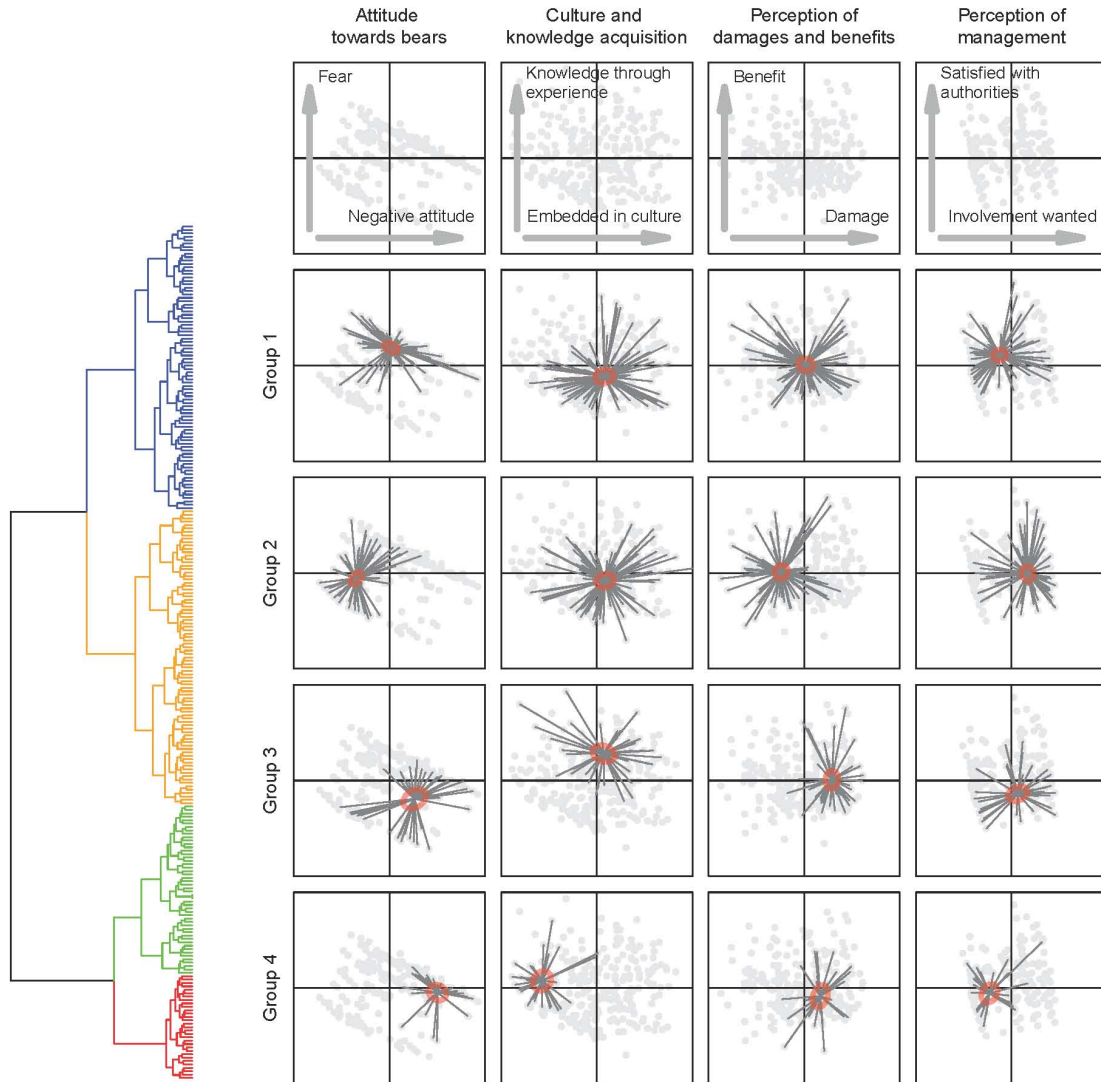 Attitude
towards bears
Culture and
knowledge acquisition
Perception of
damages and benefits
Perception of
management
Fear
Negative attitude
Knowledge through
experience
Embedded in culture
Benefit
Damage
Satisfied with
authorities
Involvement wanted
Group 1
Group 2
Group 3
Group 4